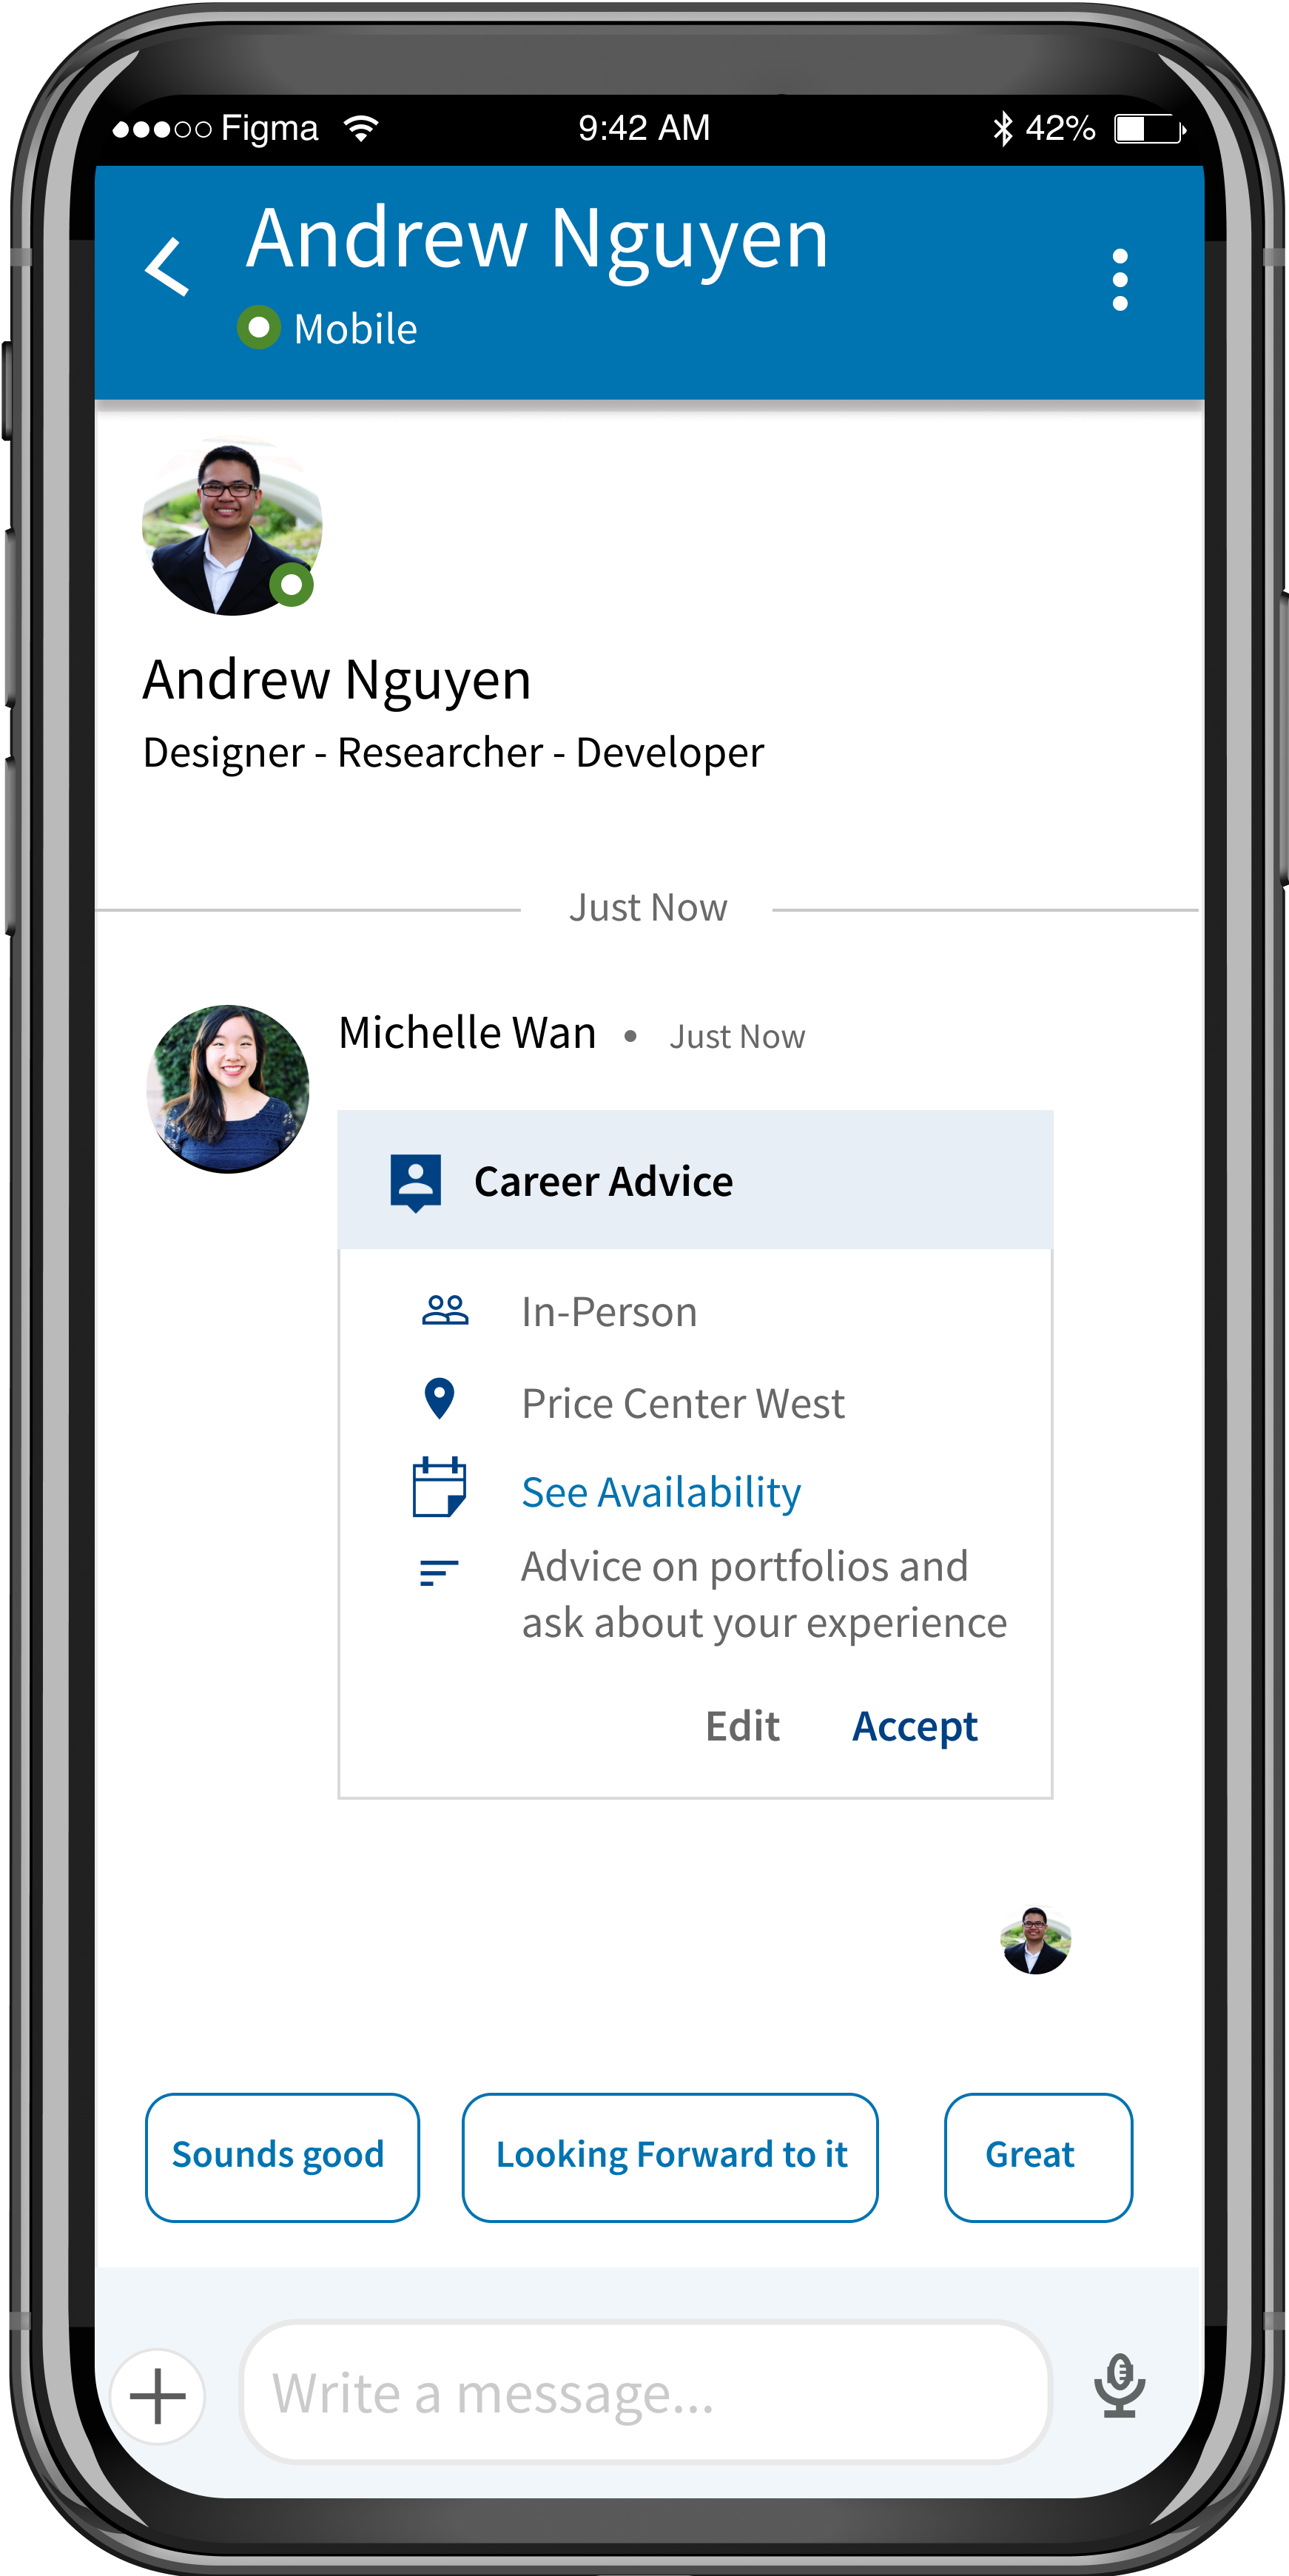 Figma 9:42 AM 42%
Andrew Nguyen
Mobile
Andrew Nguyen
Designer - Researcher - Developer
Just Now
Michelle Wan • Just Now
Career Advice
In-Person
Price Center West
See Availability
Advice on portfolios and
ask about your experience
Edit Accept
Sounds good Looking Forward to it Great
Write a message...